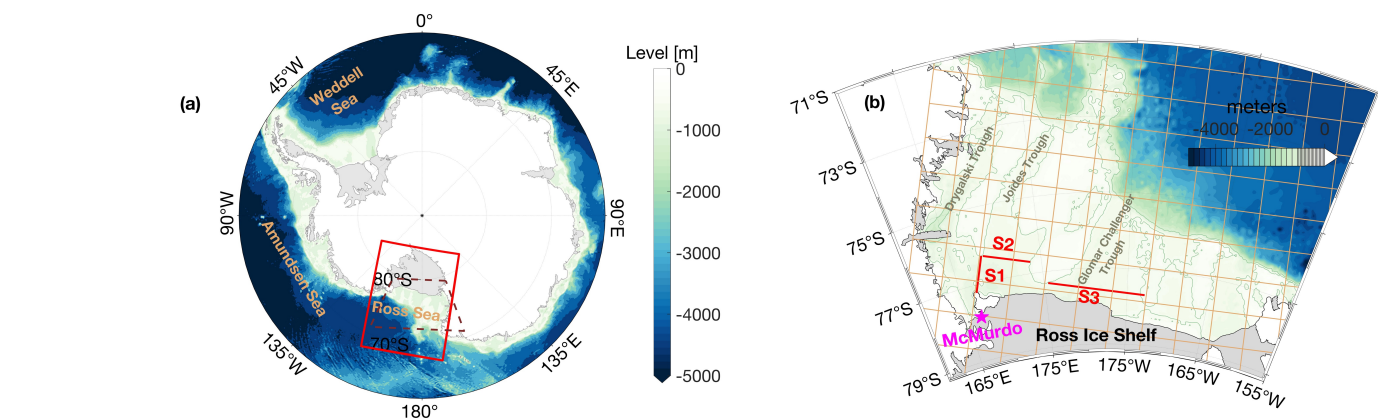 (a)
0°
45°W
45°E
90°W
90°E
135°W
135°E
180°
Weddell
Sea
Amundsen Sea
80°S
Ross Sea
70°S
Level [m]
0
-1000
-2000
-3000
-4000
-5000
(b)
71°S
73°S
75°S
77°S
79°S
165°E
175°E
175°W
165°W
155°W
meters
-4000 -2000 0
Drygalski Trough
Joides Trough
Glomar Challenger
Trough
S2
S1
S3
McMurdo
Ross Ice Shelf